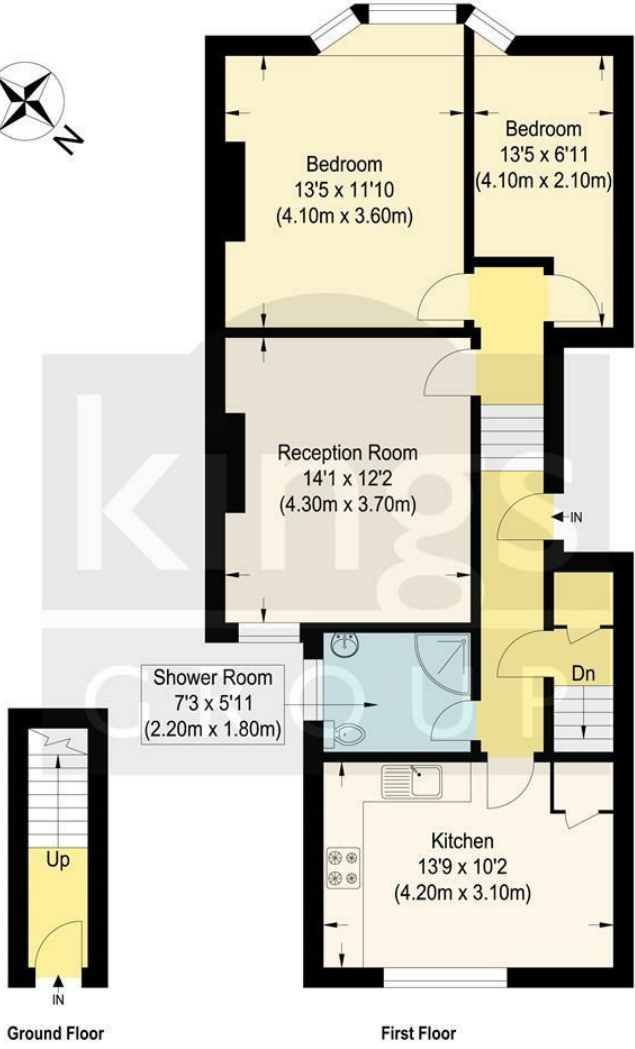 N
Bedroom
13'5 x 11'10
(4.10m x 3.60m)
Bedroom
13'5 x 6'11
(4.10m x 2.10m)
Reception Room
14'1 x 12'2
(4.30m x 3.70m)
IN
kings
GROUP
Shower Room
7'3 x 5'11
(2.20m x 1.80m)
Dn
Kitchen
13'9 x 10'2
(4.20m x 3.10m)
Up
IN
Ground Floor
First Floor